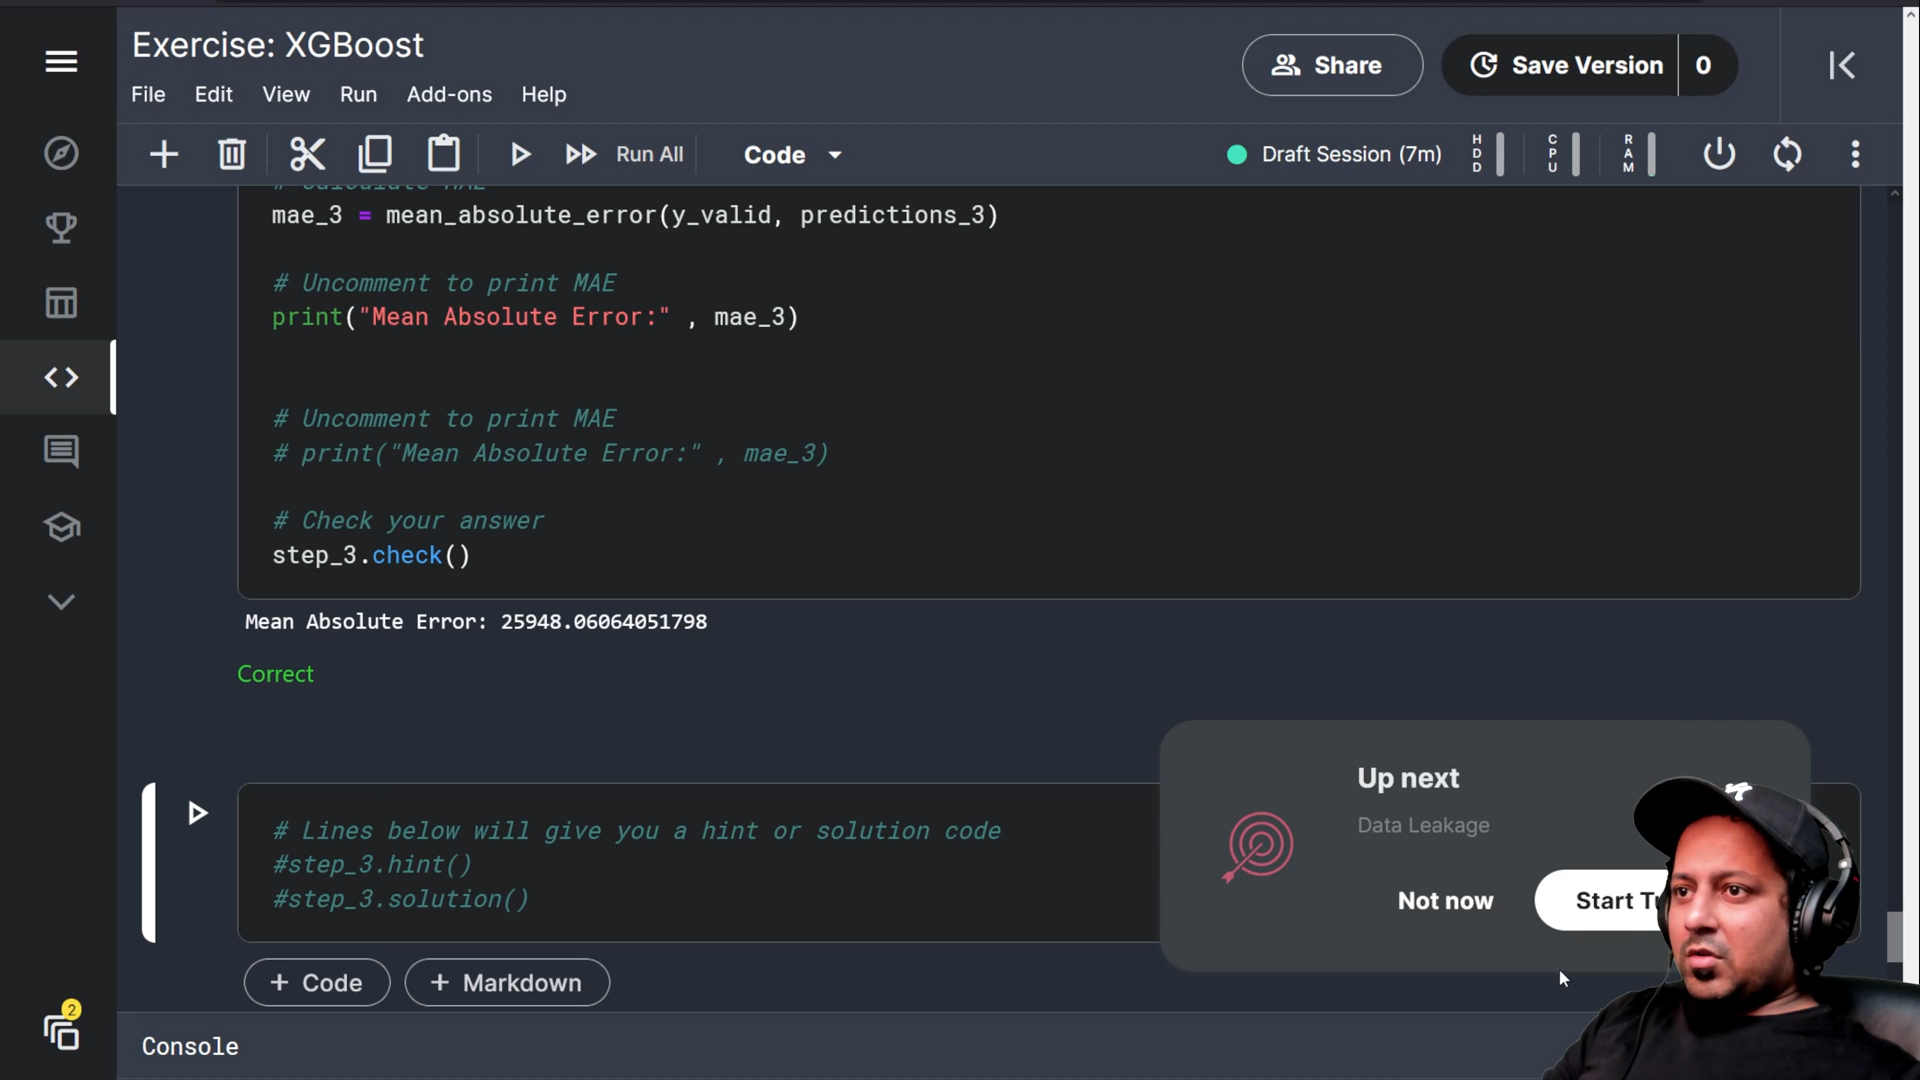 Exercise: XGBoost
File Edit View Run Add-ons Help
Share
Save Version 0
Run All
Code
Draft Session (7m)
HDD
CPU
RAM
# Calculate MAE
mae_3 = mean_absolute_error(y_valid, predictions_3)
# Uncomment to print MAE
print("Mean Absolute Error:" , mae_3)
# Uncomment to print MAE
# print("Mean Absolute Error:" , mae_3)
# Check your answer
step_3.check()
Mean Absolute Error: 25948.06064051798
Correct
Up next
Data Leakage
Not now
Start Tu
# Lines below will give you a hint or solution code
#step_3.hint()
#step_3.solution()
+ Code
+ Markdown
2
Console